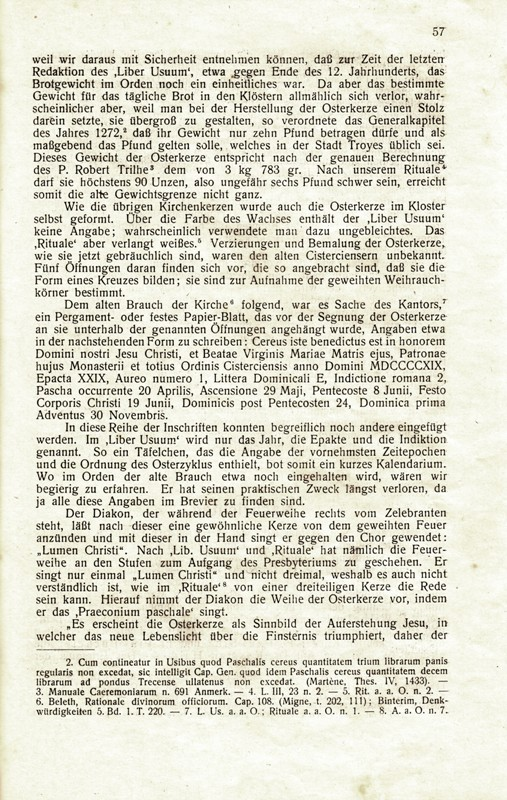 57
weil wir daraus mit Sicherheit entnehmen können, daß zur Zeit der letzten
Redaktion des ‚Liber Usuum‘, etwa gegen Ende des 12. Jahrhunderts, das
Brotgewicht im Orden noch ein einheitliches war. Da aber das bestimmte
Gewicht für das tägliche Brot in den Klöstern allmählich sich verlor, wahr-
scheinlicher aber, weil man bei der Herstellung der Osterkerze einen Stolz
darein setzte, sie übergroß zu gestalten, so verordnete das Generalkapitel
des Jahres 1272,² daß ihr Gewicht nur zehn Pfund betragen dürfe und als
maßgebend das Pfund gelten solle, welches in der Stadt Troyes üblich sei.
Dieses Gewicht der Osterkerze entspricht nach der genauen Berechnung
des P. Robert Trilhe³ dem von 3 kg 783 gr. Nach unserem Rituale⁴
darf sie höchstens 90 Unzen, also ungefähr sechs Pfund schwer sein, erreicht
somit die alte Gewichtsgrenze nicht ganz.
Wie die übrigen Kirchenkerzen wurde auch die Osterkerze im Kloster
selbst geformt. Über die Farbe des Wachses enthält der ‚Liber Usuum‘
keine Angabe; wahrscheinlich verwendete man dazu ungebleichtes. Das
‚Rituale‘ aber verlangt weißes.⁵ Verzierungen und Bemalung der Osterkerze,
wie sie jetzt gebräuchlich sind, waren den alten Cisterciensern unbekannt.
Fünf Öffnungen daran finden sich vor, die so angebracht sind, daß sie die
Form eines Kreuzes bilden; sie sind zur Aufnahme der geweihten Weihrauch-
körner bestimmt.
Dem alten Brauch der Kirche⁶ folgend, war es Sache des Kantors,⁷
ein Pergament- oder festes Papier-Blatt, das vor der Segnung der Osterkerze
an sie unterhalb der genannten Öffnungen angehängt wurde, Angaben etwa
in der nachstehenden Form zu schreiben: Cereus iste benedictus est in honorem
Domini nostri Jesu Christi, et Beatae Virginis Mariae Matris ejus, Patronae
hujus Monasterii et totius Ordinis Cisterciensis anno Domini MDCCCCXIX,
Epacta XXIX, Aureo numero 1, Littera Dominicali E, Indictione romana 2,
Pascha occurrente 20 Aprilis, Ascensione 29 Maji, Pentecoste 8 Junii, Festo
Corporis Christi 19 Junii, Dominicis post Pentecosten 24, Dominica prima
Adventus 30 Novembris.
In diese Reihe der Inschriften konnten begreiflich noch andere eingefügt
werden. Im ‚Liber Usuum‘ wird nur das Jahr, die Epakte und die Indiktion
genannt. So ein Täfelchen, das die Angabe der vornehmsten Zeitepochen
und die Ordnung des Osterzyklus enthielt, bot somit ein kurzes Kalendarium.
Wo im Orden der alte Brauch etwa noch eingehalten wird, wären wir
begierig zu erfahren. Er hat seinen praktischen Zweck längst verloren, da
ja alle diese Angaben im Brevier zu finden sind.
Der Diakon, der während der Feuerweihe rechts vom Zelebranten
steht, läßt nach dieser eine gewöhnliche Kerze von dem geweihten Feuer
anzünden und mit dieser in der Hand singt er gegen den Chor gewendet:
„Lumen Christi“. Nach ‚Lib. Usuum‘ und ‚Rituale‘ hat nämlich die Feuer-
weihe an den Stufen zum Aufgang des Presbyteriums zu geschehen. Er
singt nur einmal „Lumen Christi“ und nicht dreimal, weshalb es auch nicht
verständlich ist, wie im ‚Rituale‘⁸ von einer dreiteiligen Kerze die Rede
sein kann. Hierauf nimmt der Diakon die Weihe der Osterkerze vor, indem
er das ‚Praeconium paschale‘ singt.
„Es erscheint die Osterkerze als Sinnbild der Auferstehung Jesu, in
welcher das neue Lebenslicht über die Finsternis triumphiert, daher der
2. Cum contineatur in Usibus quod Paschalis cereus quantitatem trium librarum panis
regularis non excedat, sic intelligit Cap. Gen. quod idem Paschalis cereus quantitatem decem
librarum ad pondus Trecense ullatenus non excedat. (Martène, Thes. IV, 1433). —
3. Manuale Caeremoniarum n. 691 Anmerk. — 4. L. III, 23 n. 2. — 5. Rit. a. a. O. n. 2. —
6. Beleth, Rationale divinorum officiorum. Cap. 108. (Migne, t. 202, 111); Binterim, Denk-
würdigkeiten 5. Bd. 1. T. 220. — 7. L. Us. a. a. O.; Rituale a. a. O. n. 1. — 8. A. a. O. n. 7.